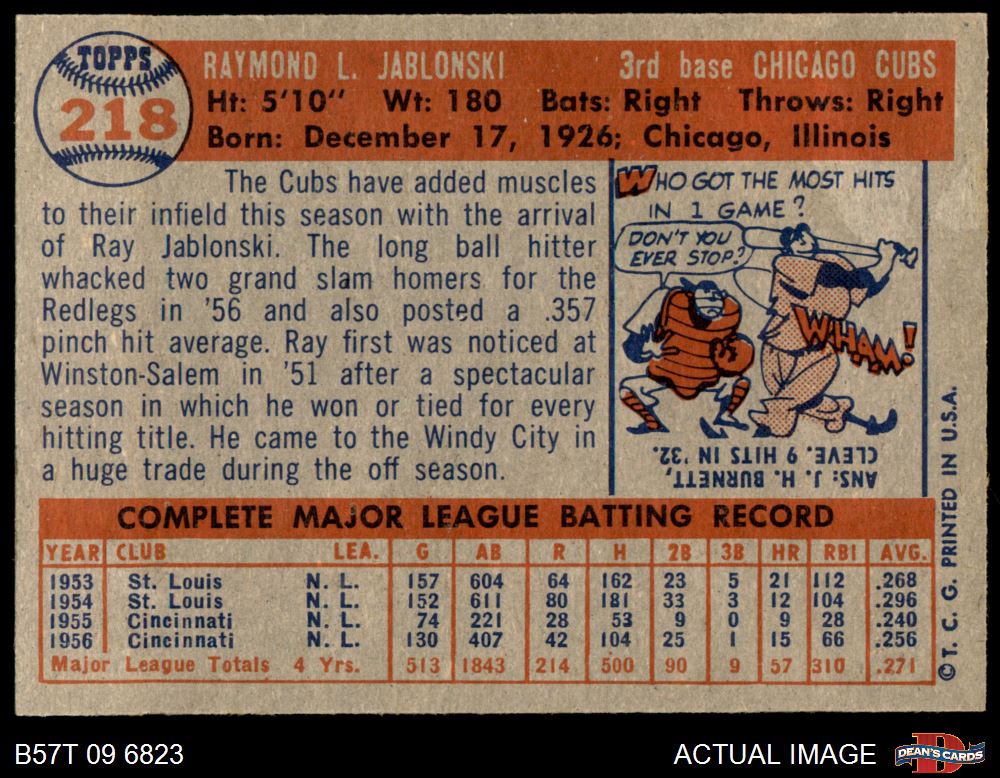 TOPPS
218
RAYMOND L. JABLONSKI 3rd base CHICAGO CUBS
Ht: 5'10" Wt: 180 Bats: Right Throws: Right
Born: December 17, 1926; Chicago, Illinois
The Cubs have added muscles
to their infield this season with the arrival
of Ray Jablonski. The long ball hitter
whacked two grand slam homers for the
Redlegs in '56 and also posted a .357
pinch hit average. Ray first was noticed at
Winston-Salem in '51 after a spectacular
season in which he won or tied for every
hitting title. He came to the Windy City in
a huge trade during the off season.
WHO GOT THE MOST HITS
IN 1 GAME?
DON'T YOU
EVER STOP?
WHAM!
ANS: J. H. BURNETT,
CLEVE. 9 HITS IN '32.
COMPLETE MAJOR LEAGUE BATTING RECORD
YEAR CLUB LEA. G AB R H 2B 3B HR RBI AVG.
1953 St. Louis N. L. 157 604 64 162 23 5 21 112 .268
1954 St. Louis N. L. 152 611 80 181 33 3 12 104 .296
1955 Cincinnati N. L. 74 221 28 53 9 0 9 28 .240
1956 Cincinnati N. L. 130 407 42 104 25 1 15 66 .256
Major League Totals 4 Yrs. 513 1843 214 500 90 9 57 310 .271
© T. C. G. PRINTED IN U.S.A.
B57T 09 6823
ACTUAL IMAGE
D
DEAN'S CARDS